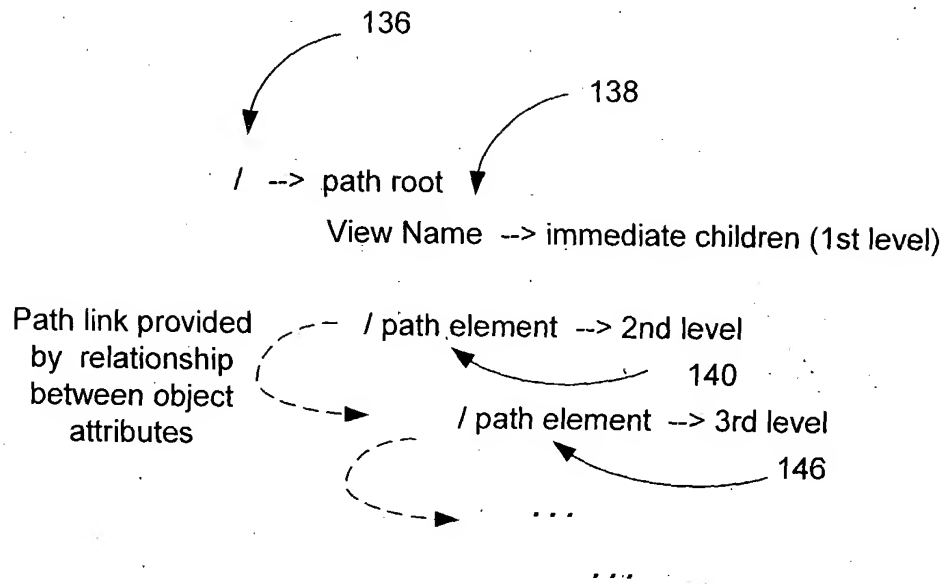 136
138
/ --> path root
View Name --> immediate children (1st level)
Path link provided
by relationship
between object
attributes
/ path element --> 2nd level
140
/ path element --> 3rd level
146
. . .
. . .